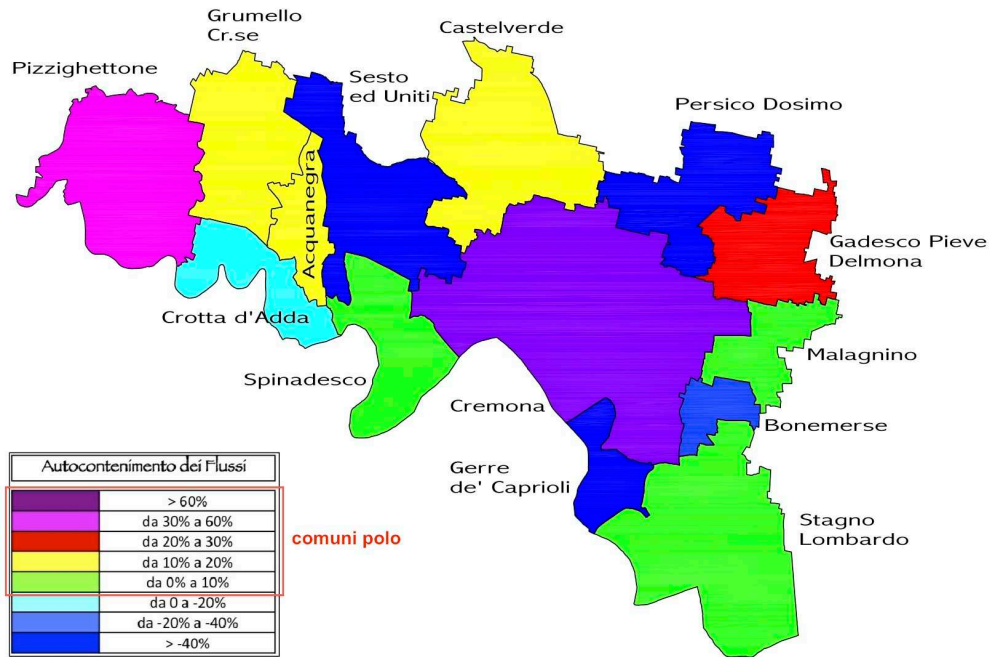 Grumello
Cr.se
Castelverde
Pizzighettone
Sesto
ed Uniti
Persico Dosimo
Acquanegra
Gadesco Pieve
Delmona
Crotta d'Adda
Malagnino
Spinadesco
Cremona
Bonemerse
Gerre
de' Caprioli
Stagno
Lombardo
Autocontenimento dei Flussi
> 60%
da 30% a 60%
da 20% a 30%
da 10% a 20%
da 0% a 10%
da 0 a -20%
da -20% a -40%
> -40%
comuni polo